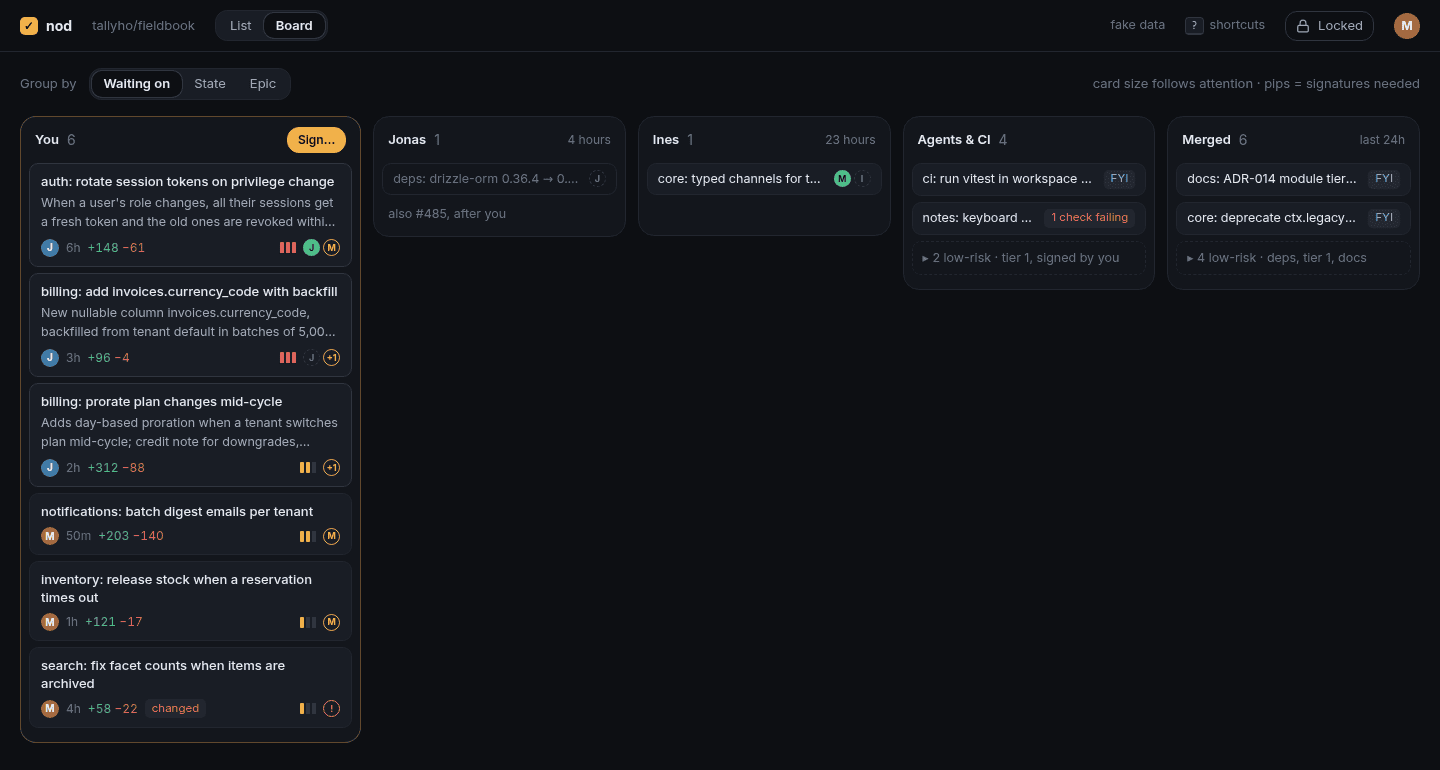 ✓ nod tallyho/fieldbook List Board fake data ? shortcuts Locked M
Group by Waiting on State Epic card size follows attention · pips = signatures needed
You 6 Sign...
auth: rotate session tokens on privilege change
When a user's role changes, all their sessions get
a fresh token and the old ones are revoked withi...
J 6h +148 −61 J M
billing: add invoices.currency_code with backfill
New nullable column invoices.currency_code,
backfilled from tenant default in batches of 5,00...
J 3h +96 −4 J +1
billing: prorate plan changes mid-cycle
Adds day-based proration when a tenant switches
plan mid-cycle; credit note for downgrades,...
J 2h +312 −88 +1
notifications: batch digest emails per tenant
M 50m +203 −140 M
inventory: release stock when a reservation
times out
M 1h +121 −17 M
search: fix facet counts when items are
archived
M 4h +58 −22 changed !
Jonas 1 4 hours
deps: drizzle-orm 0.36.4 → 0.... J
also #485, after you
Ines 1 23 hours
core: typed channels for t... M I
Agents & CI 4
ci: run vitest in workspace ... FYI
notes: keyboard ... 1 check failing
▸ 2 low-risk · tier 1, signed by you
Merged 6 last 24h
docs: ADR-014 module tier... FYI
core: deprecate ctx.legacy... FYI
▸ 4 low-risk · deps, tier 1, docs